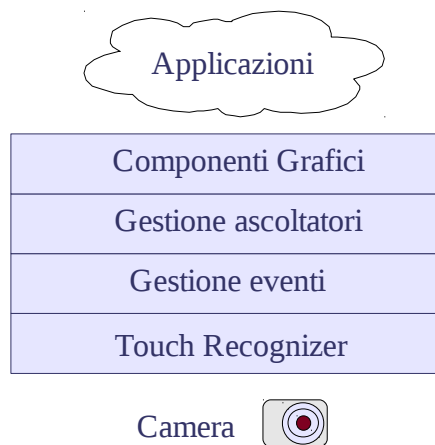 Applicazioni
Componenti Grafici
Gestione ascoltatori
Gestione eventi
Touch Recognizer
Camera